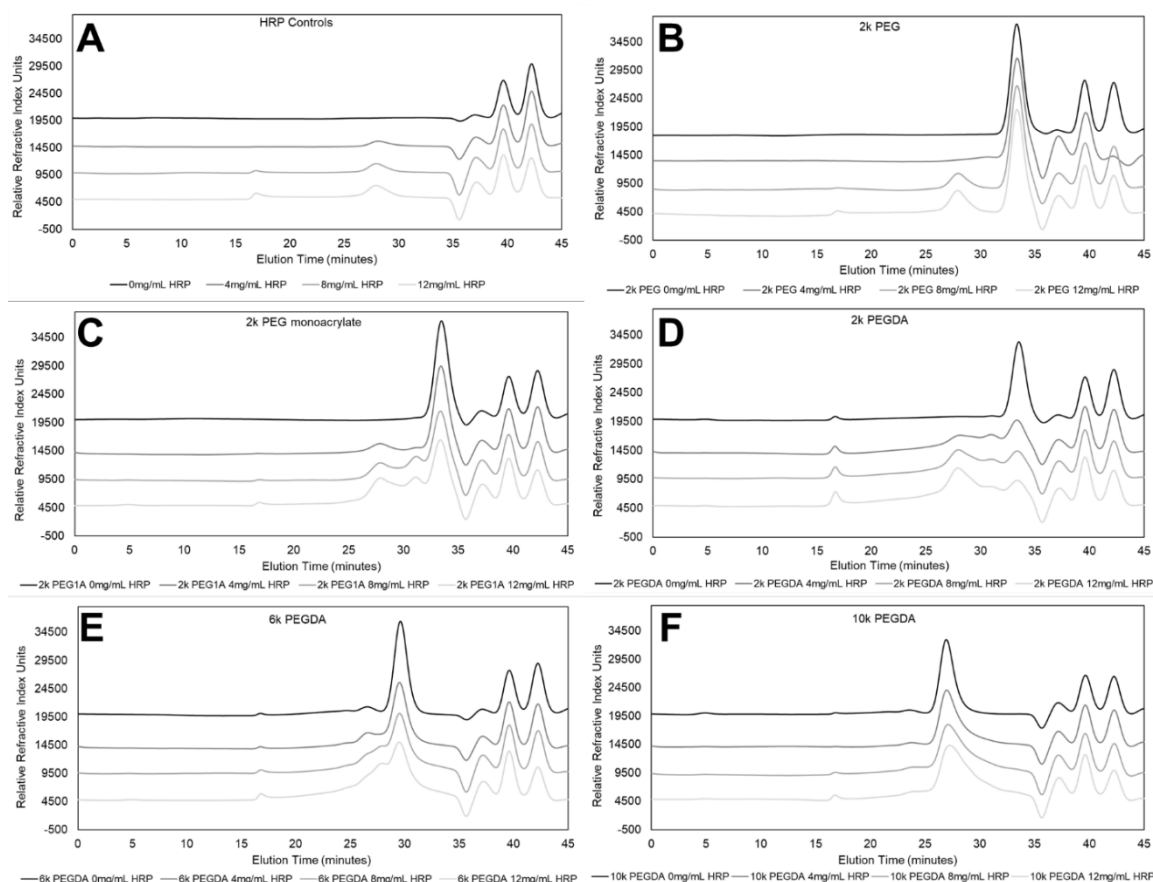 A
HRP Controls
Relative Refractive Index Units
34500
29500
24500
19500
14500
9500
4500
-500
0 5 10 15 20 25 30 35 40 45
Elution Time (minutes)
0mg/mL HRP 4mg/mL HRP 8mg/mL HRP 12mg/mL HRP
B
2k PEG
Relative Refractive Index Units
34500
29500
24500
19500
14500
9500
4500
-500
0 5 10 15 20 25 30 35 40 45
Elution Time (minutes)
2k PEG 0mg/mL HRP 2k PEG 4mg/mL HRP 2k PEG 8mg/mL HRP 2k PEG 12mg/mL HRP
C
2k PEG monoacrylate
Relative Refractive Index Units
34500
29500
24500
19500
14500
9500
4500
-500
0 5 10 15 20 25 30 35 40 45
Elution Time (minutes)
2k PEG1A 0mg/mL HRP 2k PEG1A 4mg/mL HRP 2k PEG1A 8mg/mL HRP 2k PEG1A 12mg/mL HRP
D
2k PEGDA
Relative Refractive Index Units
34500
29500
24500
19500
14500
9500
4500
-500
0 5 10 15 20 25 30 35 40 45
Elution Time (minutes)
2k PEGDA 0mg/mL HRP 2k PEGDA 4mg/mL HRP 2k PEGDA 8mg/mL HRP 2k PEGDA 12mg/mL HRP
E
6k PEGDA
Relative Refractive Index Units
34500
29500
24500
19500
14500
9500
4500
-500
0 5 10 15 20 25 30 35 40 45
Elution Time (minutes)
6k PEGDA 0mg/mL HRP 6k PEGDA 4mg/mL HRP 6k PEGDA 8mg/mL HRP 6k PEGDA 12mg/mL HRP
F
10k PEGDA
Relative Refractive Index Units
34500
29500
24500
19500
14500
9500
4500
-500
0 5 10 15 20 25 30 35 40 45
Elution Time (minutes)
10k PEGDA 0mg/mL HRP 10k PEGDA 4mg/mL HRP 10k PEGDA 8mg/mL HRP 10k PEGDA 12mg/mL HRP